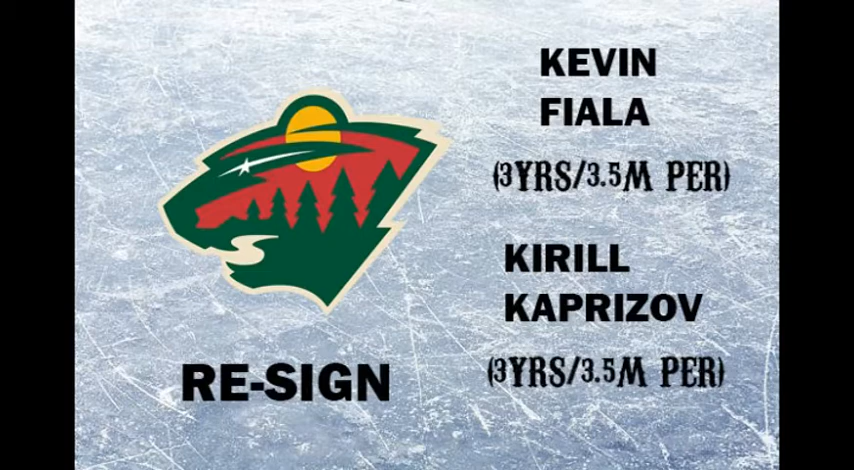 KEVIN
FIALA
(3YRS/3.5M PER)
KIRILL
KAPRIZOV
(3YRS/3.5M PER)
RE-SIGN